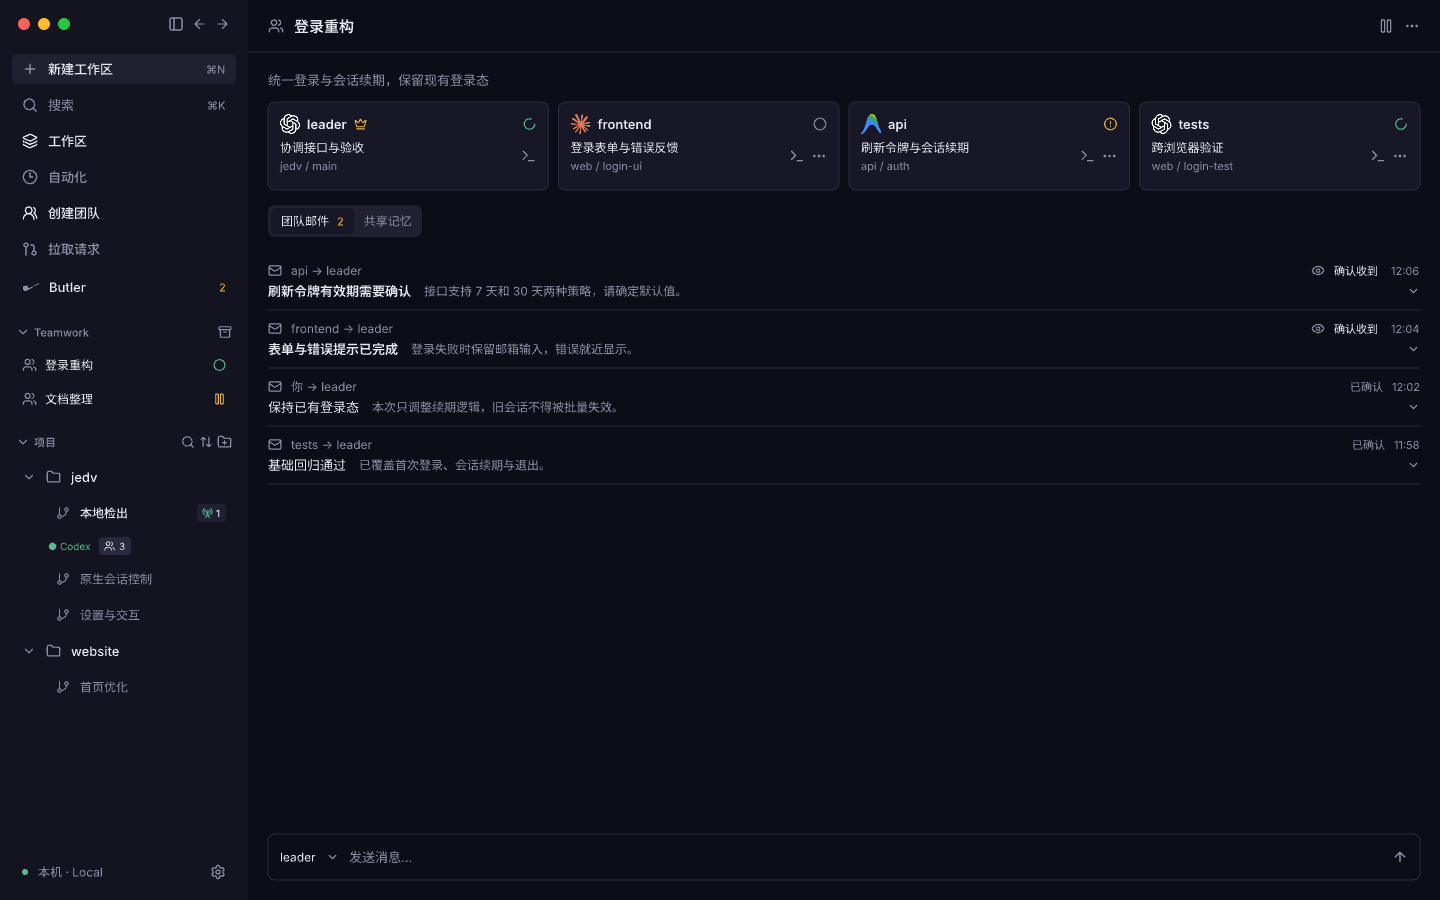 新建工作区 ⌘N
搜索 ⌘K
工作区
自动化
创建团队
拉取请求
Butler 2
Teamwork
登录重构
文档整理
项目
jedv
本地检出 1
Codex 3
原生会话控制
设置与交互
website
首页优化
本机 · Local
登录重构
统一登录与会话续期，保留现有登录态
leader
协调接口与验收
jedv / main
frontend
登录表单与错误反馈
web / login-ui
api
刷新令牌与会话续期
api / auth
tests
跨浏览器验证
web / login-test
团队邮件 2 共享记忆
api → leader 确认收到 12:06
刷新令牌有效期需要确认 接口支持 7 天和 30 天两种策略，请确定默认值。
frontend → leader 确认收到 12:04
表单与错误提示已完成 登录失败时保留邮箱输入，错误就近显示。
你 → leader 已确认 12:02
保持已有登录态 本次只调整续期逻辑，旧会话不得被批量失效。
tests → leader 已确认 11:58
基础回归通过 已覆盖首次登录、会话续期与退出。
leader 发送消息...